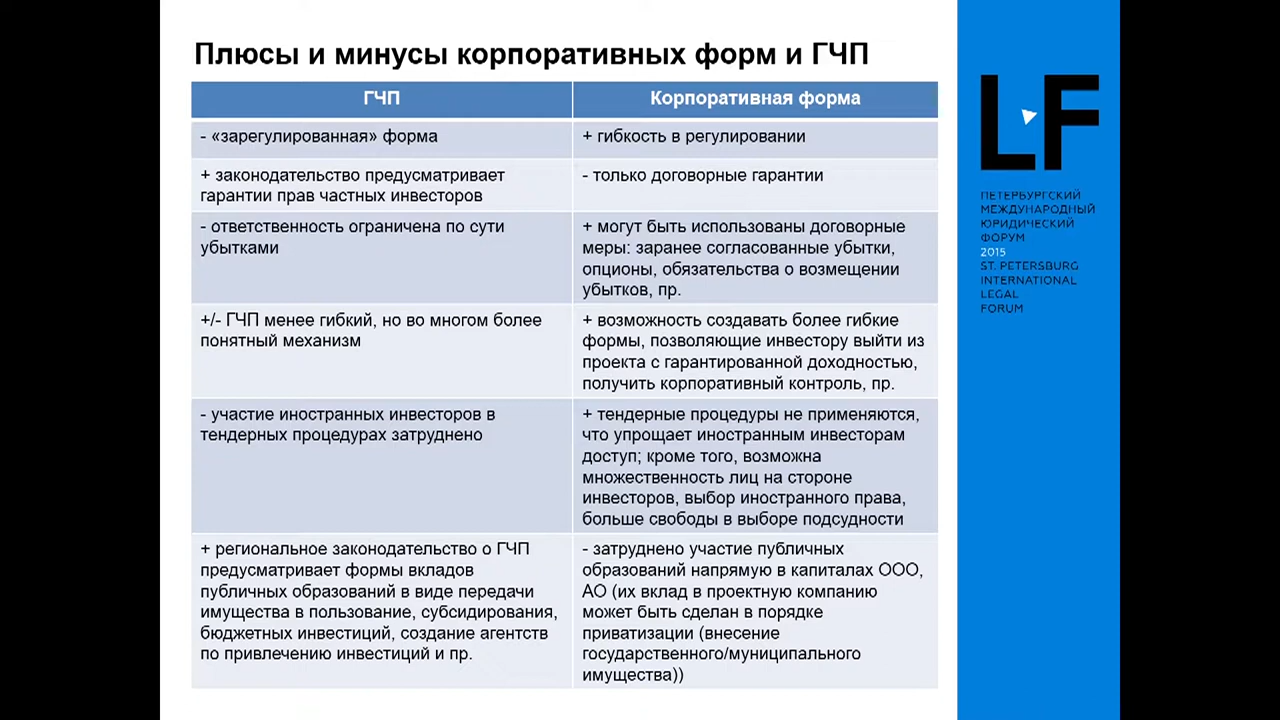 Плюсы и минусы корпоративных форм и ГЧП
ГЧП
Корпоративная форма
- «зарегулированная» форма
+ гибкость в регулировании
+ законодательство предусматривает
гарантии прав частных инвесторов
- только договорные гарантии
- ответственность ограничена по сути
убытками
+ могут быть использованы договорные
меры: заранее согласованные убытки,
опционы, обязательства о возмещении
убытков, пр.
+/- ГЧП менее гибкий, но во многом более
понятный механизм
+ возможность создавать более гибкие
формы, позволяющие инвестору выйти из
проекта с гарантированной доходностью,
получить корпоративный контроль, пр.
- участие иностранных инвесторов в
тендерных процедурах затруднено
+ тендерные процедуры не применяются,
что упрощает иностранным инвесторам
доступ; кроме того, возможна
множественность лиц на стороне
инвесторов, выбор иностранного права,
больше свободы в выборе подсудности
+ региональное законодательство о ГЧП
предусматривает формы вкладов
публичных образований в виде передачи
имущества в пользование, субсидирования,
бюджетных инвестиций, создание агентств
по привлечению инвестиций и пр.
- затруднено участие публичных
образований напрямую в капиталах ООО,
АО (их вклад в проектную компанию
может быть сделан в порядке
приватизации (внесение
государственного/муниципального
имущества))
LF
ПЕТЕРБУРГСКИЙ
МЕЖДУНАРОДНЫЙ
ЮРИДИЧЕСКИЙ
ФОРУМ
2015
ST. PETERSBURG
INTERNATIONAL
LEGAL
FORUM